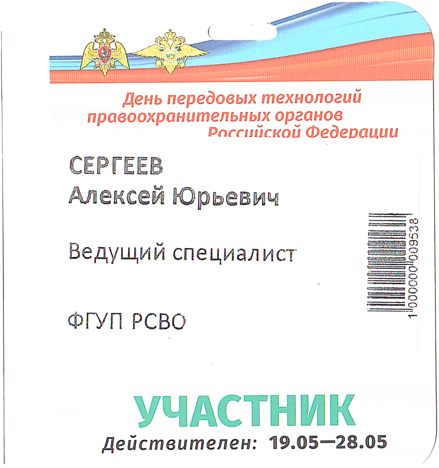 День передовых технологий
правоохранительных органов
Российской Федерации
СЕРГЕЕВ
Алексей Юрьевич
Ведущий специалист
ФГУП РСВО
1000000009538
УЧАСТНИК
Действителен: 19.05—28.05